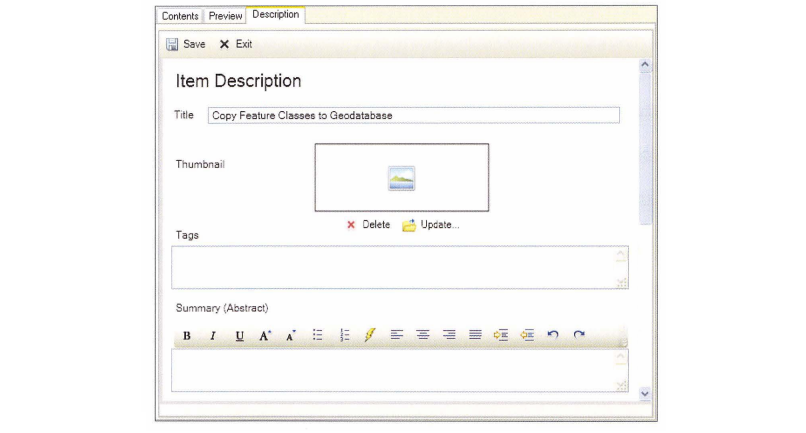 Contents Preview Description
Save Exit
Item Description
Title Copy Feature Classes to Geodatabase
Thumbnail
Delete Update...
Tags
Summary (Abstract)
B I U A A